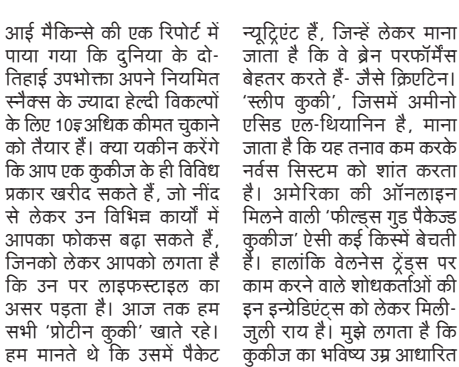 आई मैकिन्से की एक रिपोर्ट में
पाया गया कि दुनिया के दो-
तिहाई उपभोक्ता अपने नियमित
स्नैक्स के ज्यादा हेल्दी विकल्पों
के लिए 10ङ्गअधिक कीमत चुकाने
को तैयार हैं। क्या यकीन करेंगे
कि आप एक कुकीज के ही विविध
प्रकार खरीद सकते हैं, जो नींद
से लेकर उन विभिन्न कार्यों में
आपका फोकस बढ़ा सकते हैं,
जिनको लेकर आपको लगता है
कि उन पर लाइफस्टाइल का
असर पड़ता है। आज तक हम
सभी 'प्रोटीन कुकी' खाते रहे।
हम मानते थे कि उसमें पैकेट
न्यूट्रिएंट हैं, जिन्हें लेकर माना
जाता है कि वे ब्रेन परफॉर्मेंस
बेहतर करते हैं- जैसे क्रिएटिन।
'स्लीप कुकी', जिसमें अमीनो
एसिड एल-थियानिन है, माना
जाता है कि यह तनाव कम करके
नर्वस सिस्टम को शांत करता
है। अमेरिका की ऑनलाइन
मिलने वाली 'फील्ड्स गुड पैकेज्ड
कुकीज' ऐसी कई किस्में बेचती
है। हालांकि वेलनेस ट्रेंड्स पर
काम करने वाले शोधकर्ताओं की
इन इन्ग्रेडिएंट्स को लेकर मिली-
जुली राय है। मुझे लगता है कि
कुकीज का भविष्य उम्र आधारित